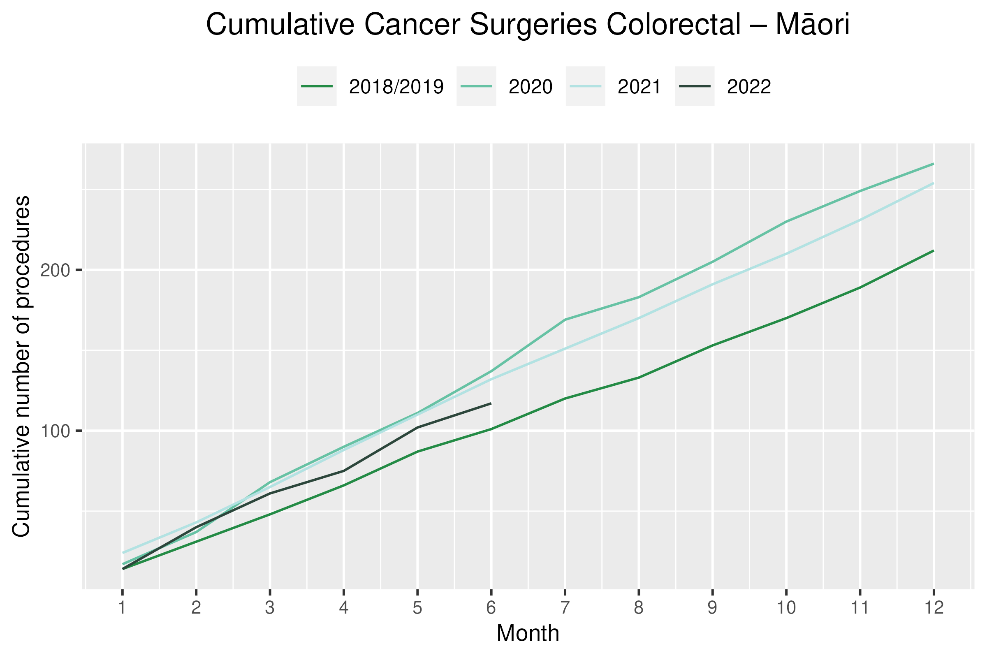 Cumulative Cancer Surgeries Colorectal – Māori
2018/2019 2020 2021 2022
Cumulative number of procedures
200
100
1 2 3 4 5 6 7 8 9 10 11 12
Month